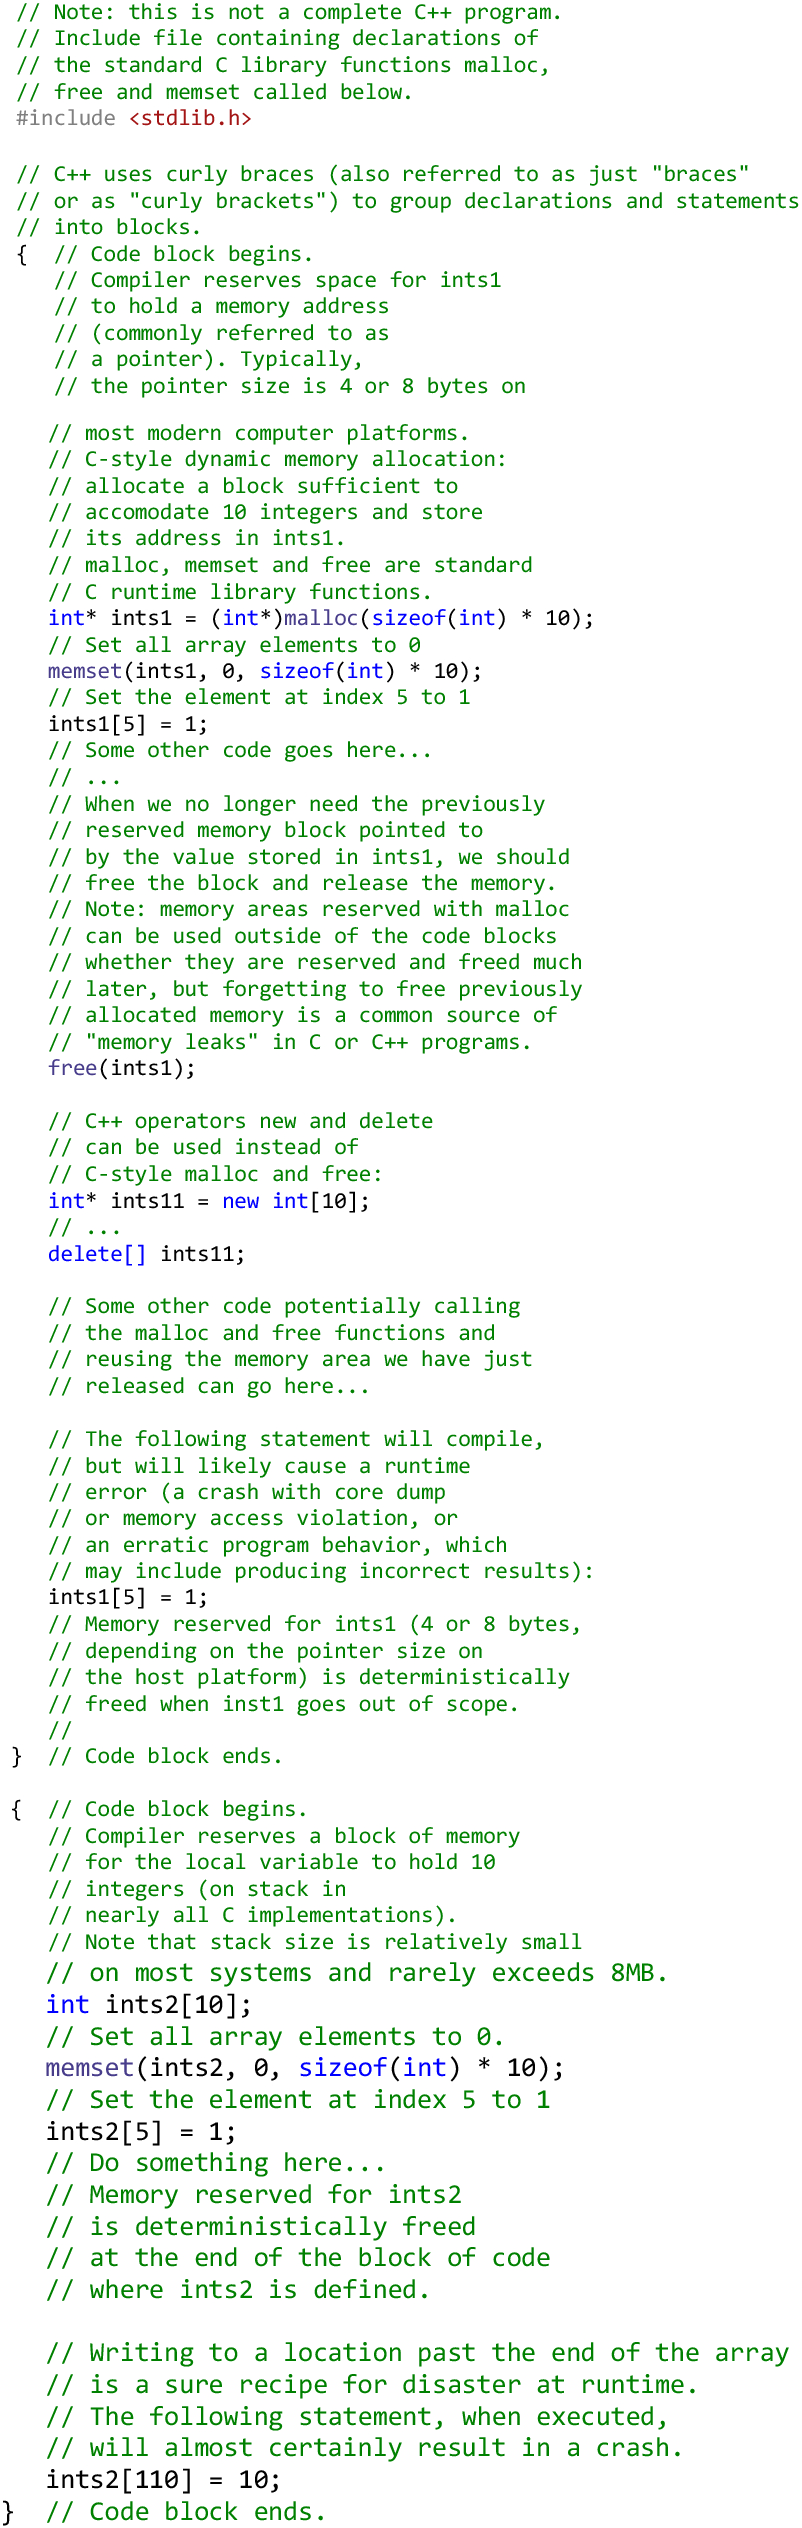 // Note: this is not a complete C++ program.
// Include file containing declarations of
// the standard C library functions malloc,
// free and memset called below.
#include <stdlib.h>
// C++ uses curly braces (also referred to as just "braces"
// or as "curly brackets") to group declarations and statements
// into blocks.
{  // Code block begins.
// Compiler reserves space for ints1
// to hold a memory address
// (commonly referred to as
// a pointer). Typically,
// the pointer size is 4 or 8 bytes on
// most modern computer platforms.
// C-style dynamic memory allocation:
// allocate a block sufficient to
// accomodate 10 integers and store
// its address in ints1.
// malloc, memset and free are standard
// C runtime library functions.
int* ints1 = (int*)malloc(sizeof(int) * 10);
// Set all array elements to 0
memset(ints1, 0, sizeof(int) * 10);
// Set the element at index 5 to 1
ints1[5] = 1;
// Some other code goes here...
// ...
// When we no longer need the previously
// reserved memory block pointed to
// by the value stored in ints1, we should
// free the block and release the memory.
// Note: memory areas reserved with malloc
// can be used outside of the code blocks
// whether they are reserved and freed much
// later, but forgetting to free previously
// allocated memory is a common source of
// "memory leaks" in C or C++ programs.
free(ints1);
// C++ operators new and delete
// can be used instead of
// C-style malloc and free:
int* ints11 = new int[10];
// ...
delete[] ints11;
// Some other code potentially calling
// the malloc and free functions and
// reusing the memory area we have just
// released can go here...
// The following statement will compile,
// but will likely cause a runtime
// error (a crash with core dump
// or memory access violation, or
// an erratic program behavior, which
// may include producing incorrect results):
ints1[5] = 1;
// Memory reserved for ints1 (4 or 8 bytes,
// depending on the pointer size on
// the host platform) is deterministically
// freed when inst1 goes out of scope.
//
}  // Code block ends.
{  // Code block begins.
// Compiler reserves a block of memory
// for the local variable to hold 10
// integers (on stack in
// nearly all C implementations).
// Note that stack size is relatively small
// on most systems and rarely exceeds 8MB.
int ints2[10];
// Set all array elements to 0.
memset(ints2, 0, sizeof(int) * 10);
// Set the element at index 5 to 1
ints2[5] = 1;
// Do something here...
// Memory reserved for ints2
// is deterministically freed
// at the end of the block of code
// where ints2 is defined.
// Writing to a location past the end of the array
// is a sure recipe for disaster at runtime.
// The following statement, when executed,
// will almost certainly result in a crash.
ints2[110] = 10;
}  // Code block ends.